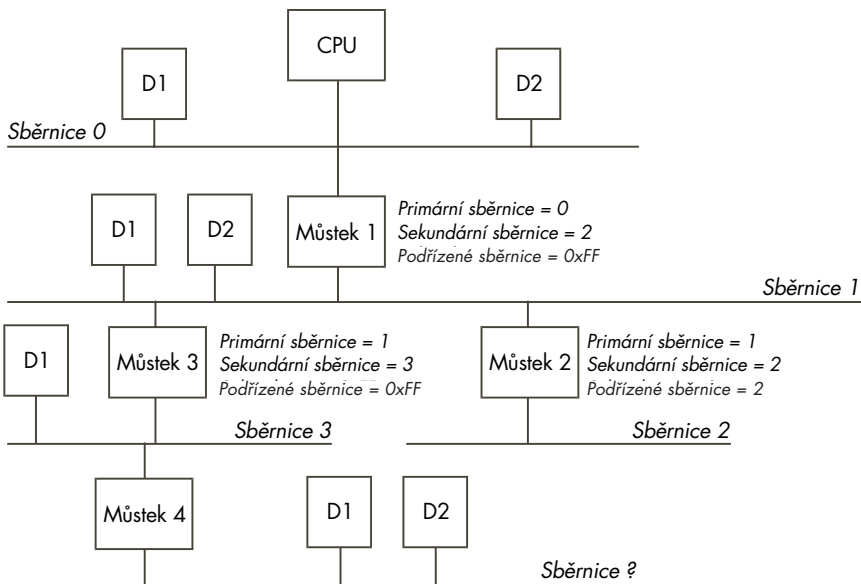 CPU
D1
D2
Sběrnice 0
D1
D2
Můstek 1
Primární sběrnice = 0
Sekundární sběrnice = 2
Podřízené sběrnice = 0xFF
Sběrnice 1
D1
Můstek 3
Primární sběrnice = 1
Sekundární sběrnice = 3
Podřízené sběrnice = 0xFF
Můstek 2
Primární sběrnice = 1
Sekundární sběrnice = 2
Podřízené sběrnice = 2
Sběrnice 3
Sběrnice 2
Můstek 4
D1
D2
Sběrnice ?